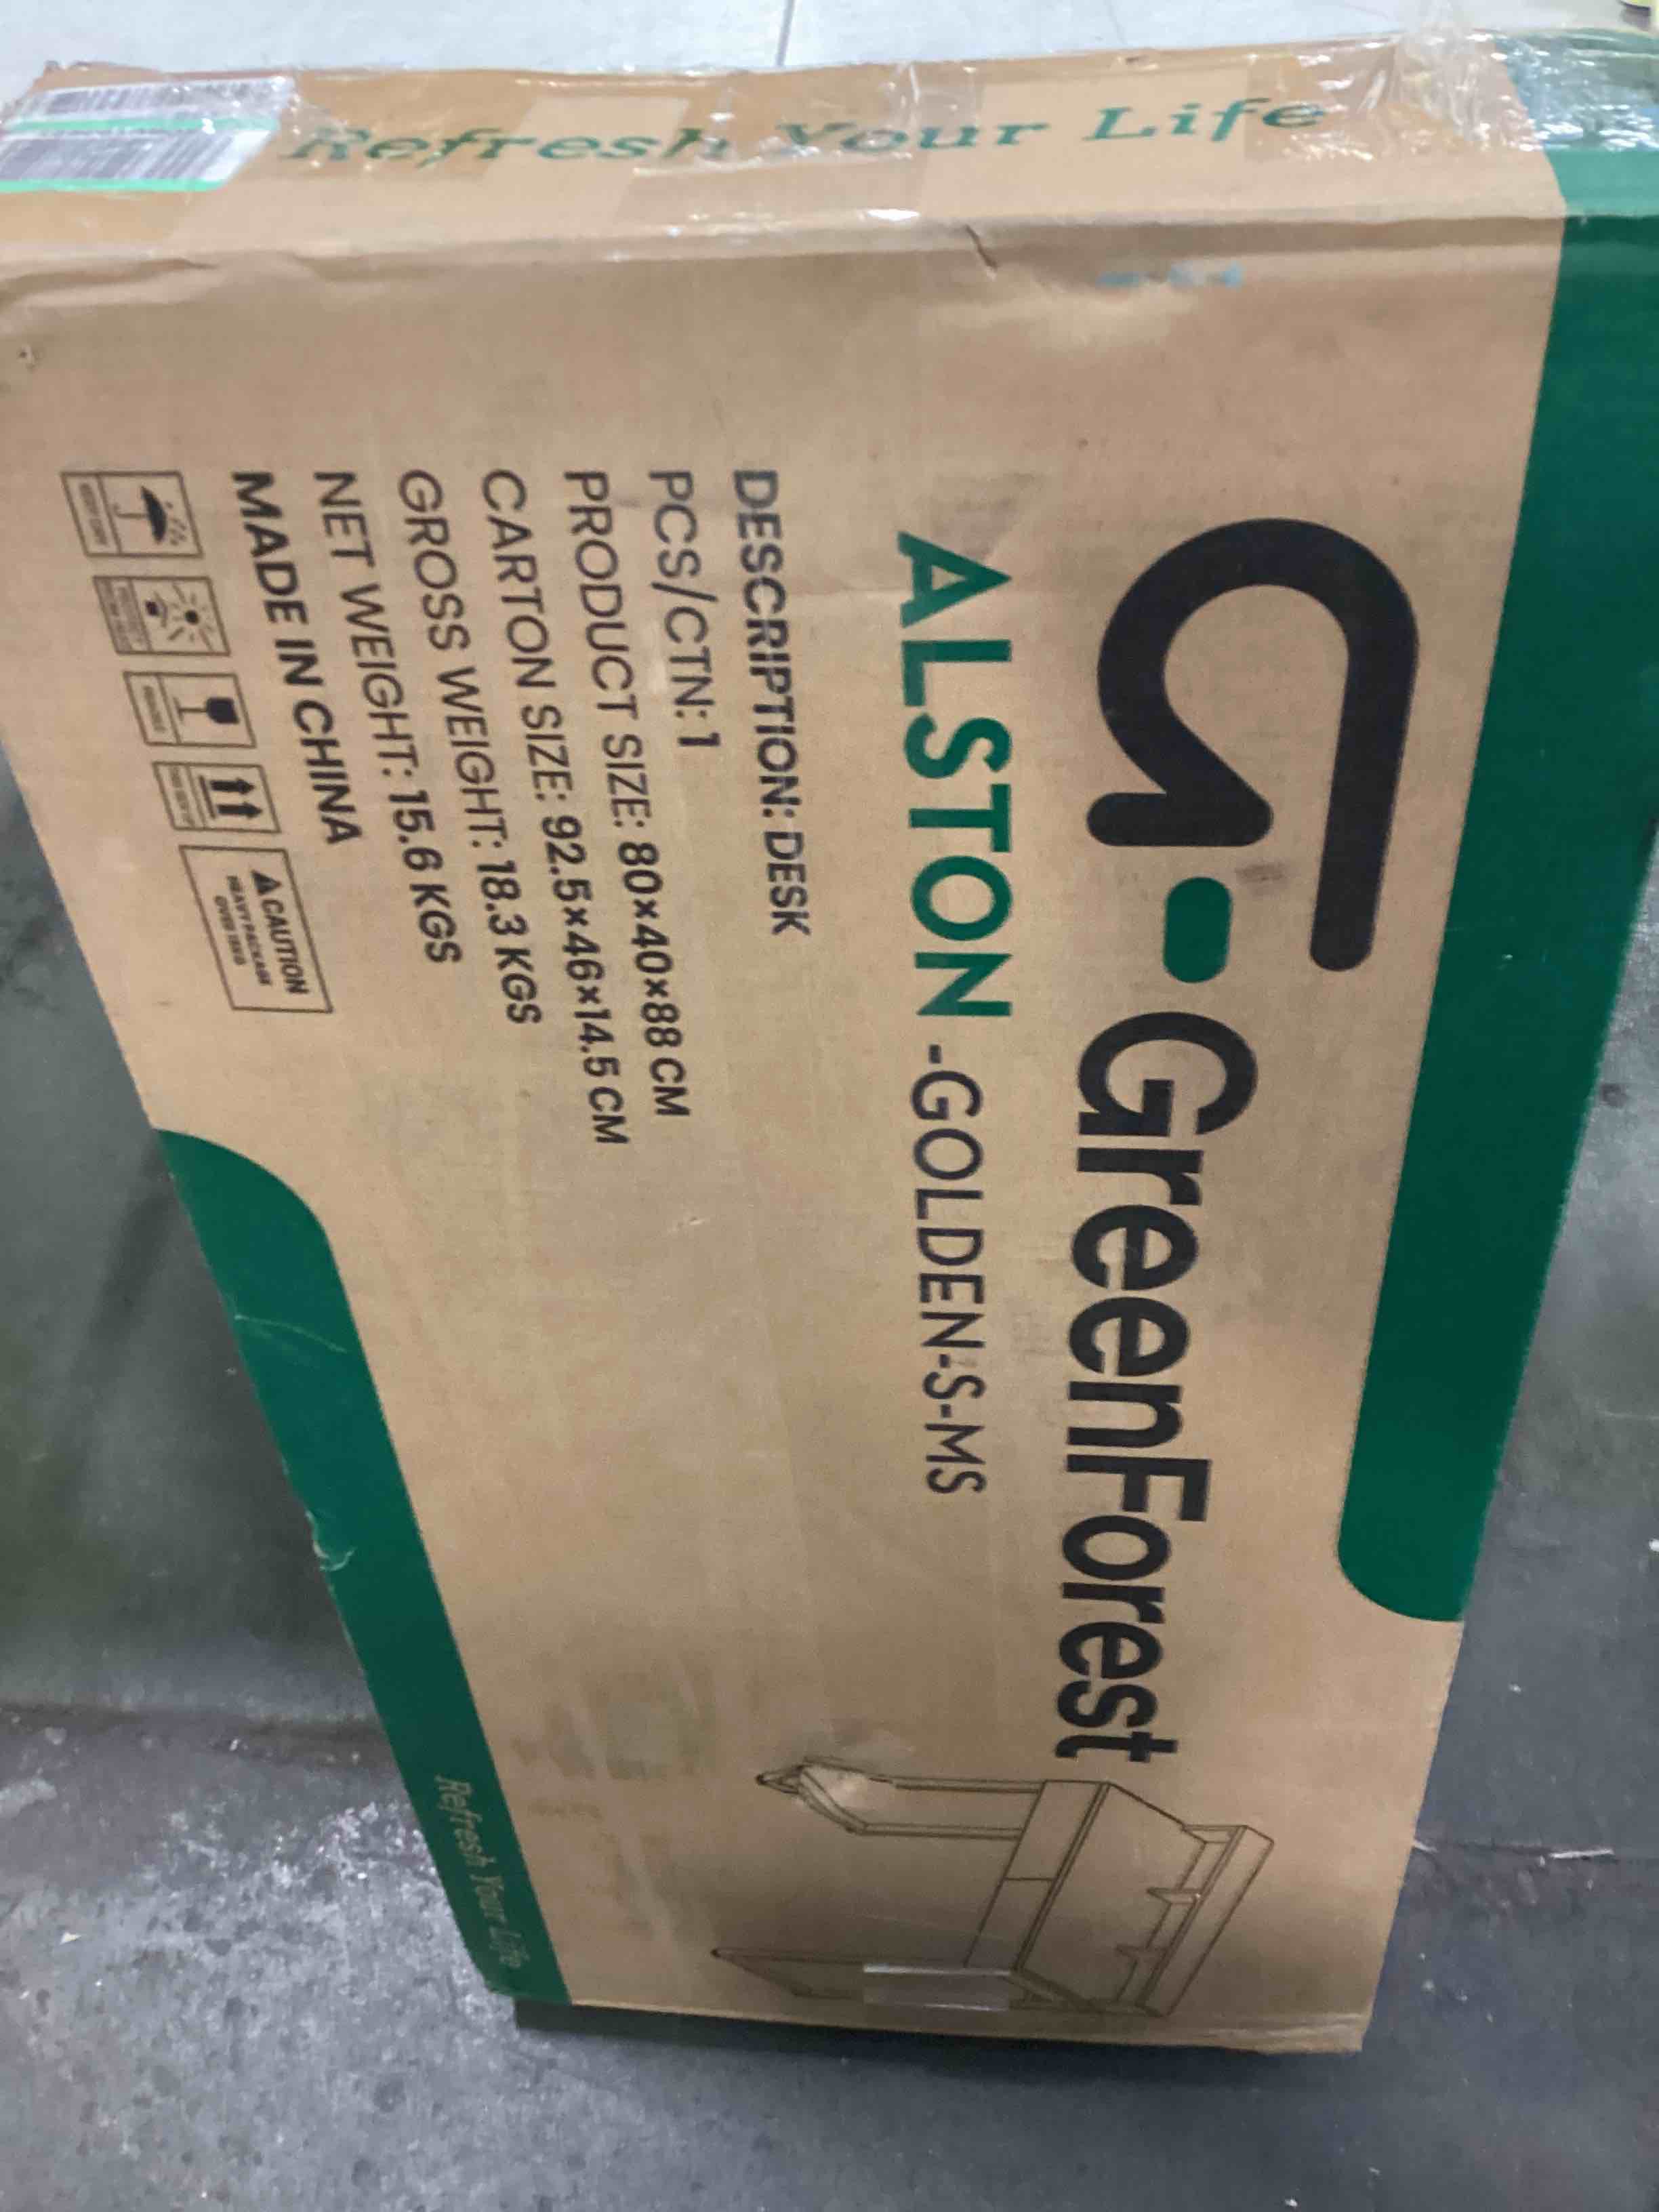 Refresh Your Life
GreenForest
ALSTON -GOLDEN-S-MS
DESCRIPTION: DESK
PCS/CTN: 1
PRODUCT SIZE: 80×40×88 CM
CARTON SIZE: 92.5×46×14.5 CM
GROSS WEIGHT: 18.3 KGS
NET WEIGHT: 15.6 KGS
MADE IN CHINA
CAUTION
HEAVY PACKAGE
Refresh Your Life